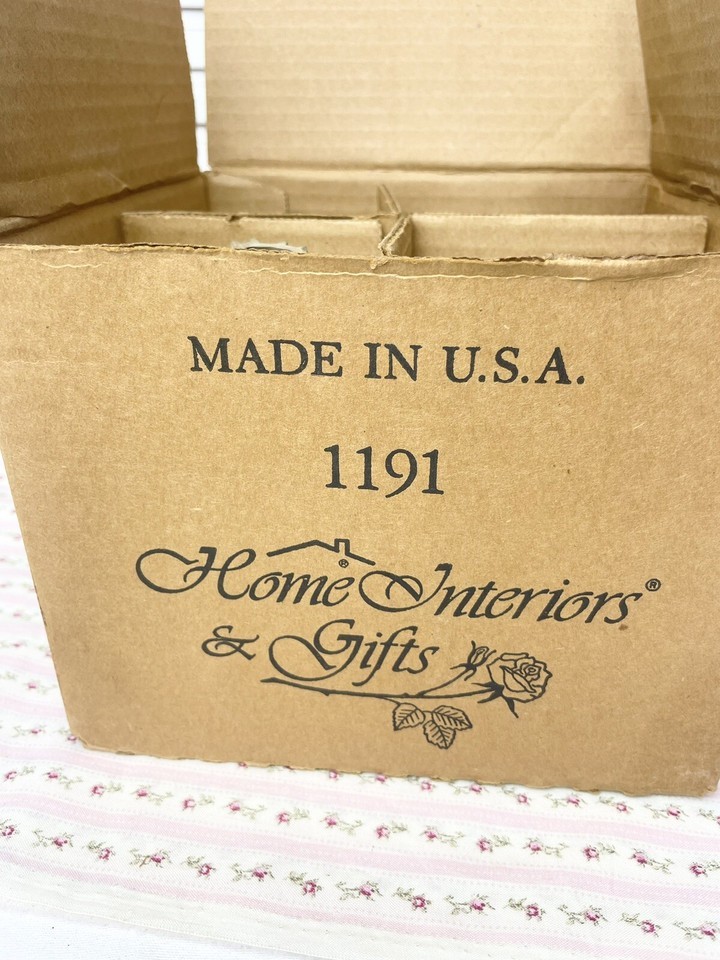 MADE IN U.S.A.
1191
Home Interiors®
& Gifts